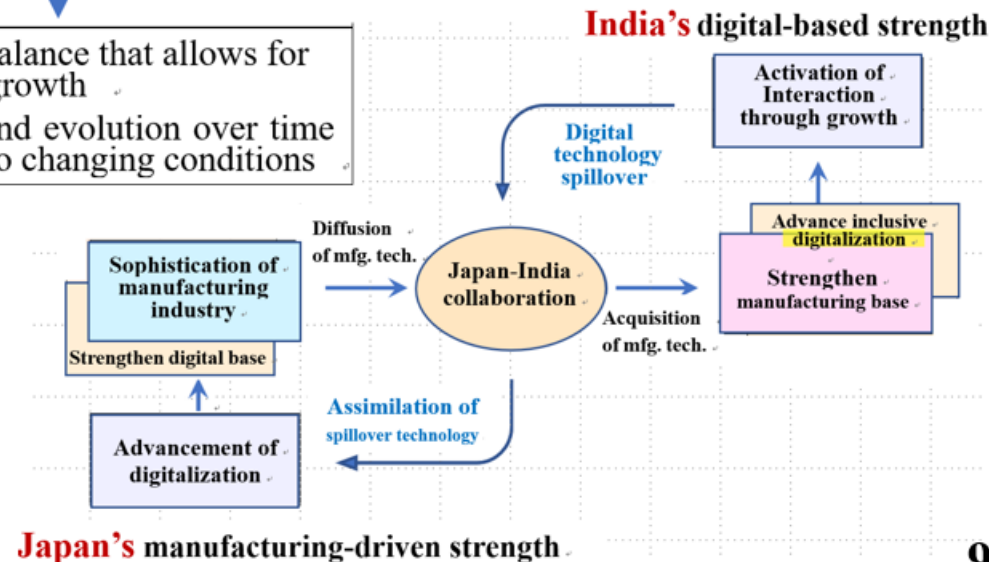 India's digital-based strength
alance that allows for
rowth
nd evolution over time
o changing conditions
Activation of
Interaction
through growth
Digital
technology
spillover
Diffusion
of mfg. tech.
Japan-India
collaboration
Acquisition
of mfg. tech.
Advance inclusive
digitalization
Strengthen
manufacturing base
Sophistication of
manufacturing
industry
Strengthen digital base
Assimilation of
spillover technology
Advancement of
digitalization
Japan's manufacturing-driven strength
9